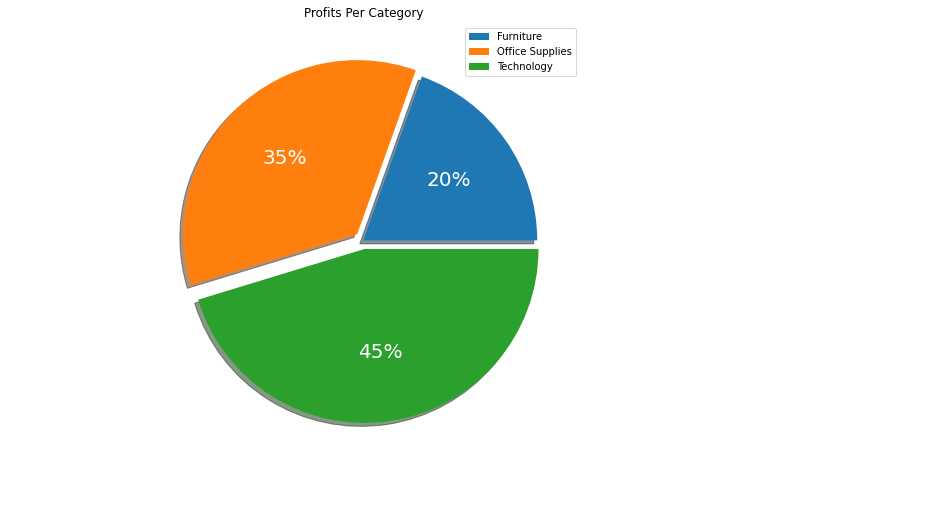 Profits Per Category
Furniture
Office Supplies
Technology
35%
20%
45%